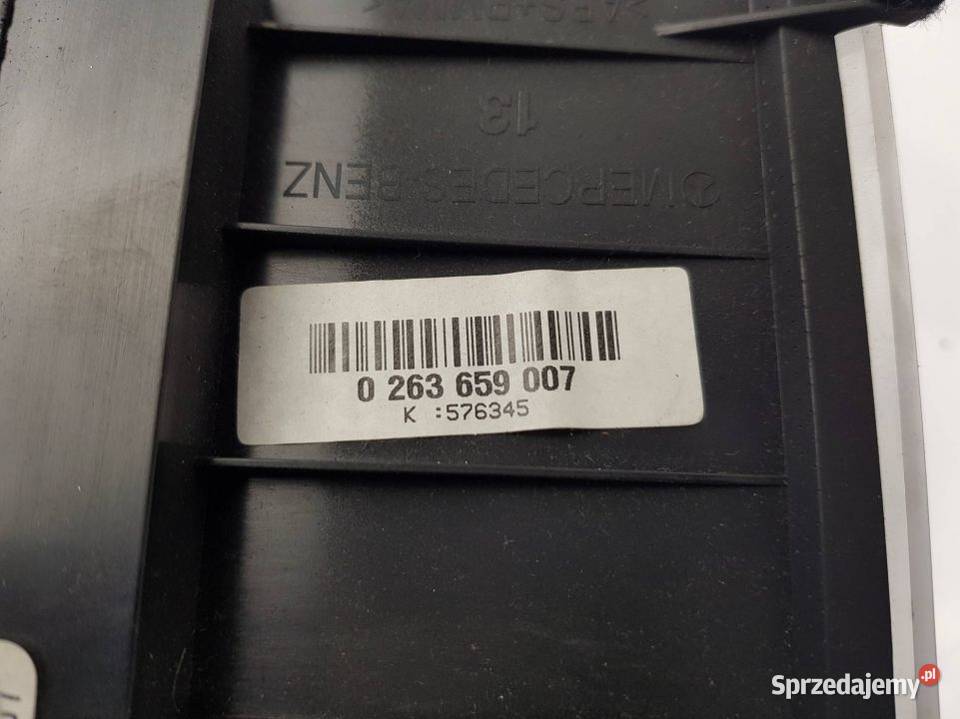 13
MERCEDES-BENZ
0 263 659 007
K :576345
Sprzedajemy.pl